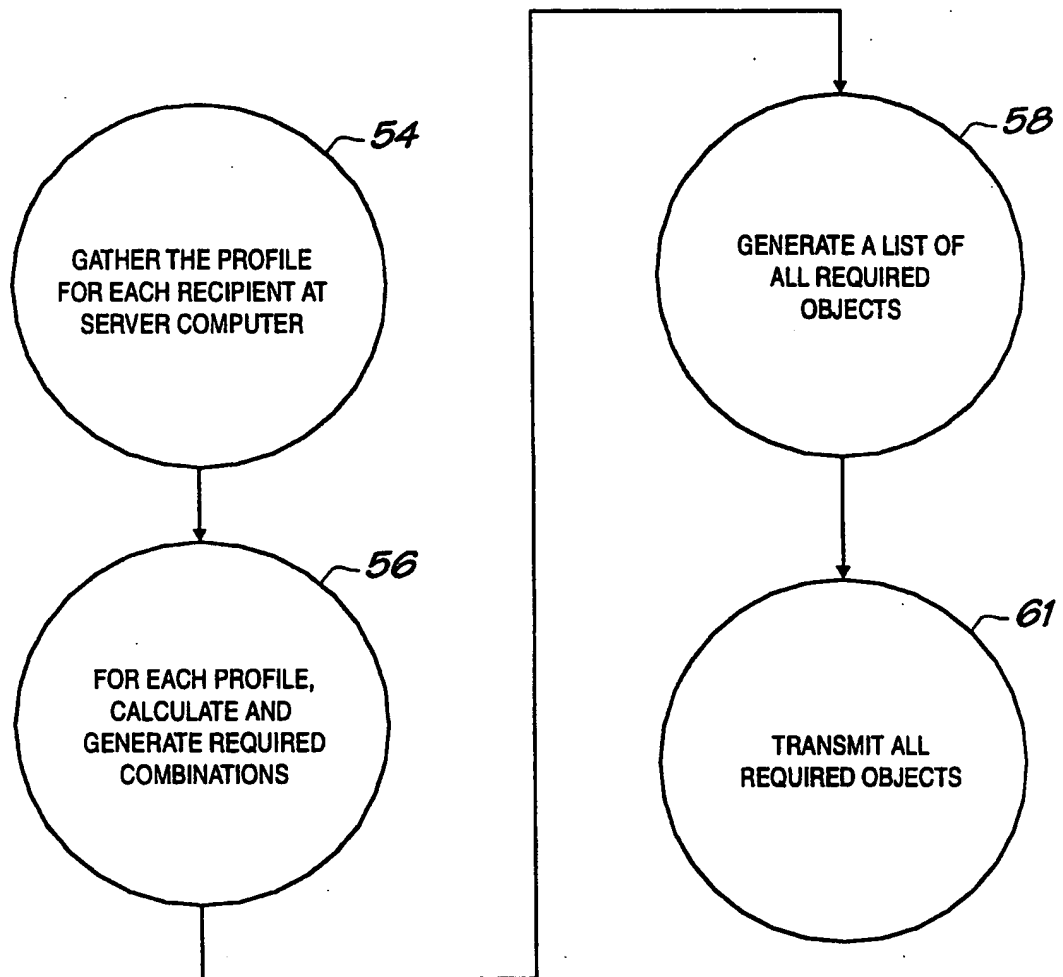 54
GATHER THE PROFILE
FOR EACH RECIPIENT AT
SERVER COMPUTER
56
FOR EACH PROFILE,
CALCULATE AND
GENERATE REQUIRED
COMBINATIONS
58
GENERATE A LIST OF
ALL REQUIRED
OBJECTS
61
TRANSMIT ALL
REQUIRED OBJECTS